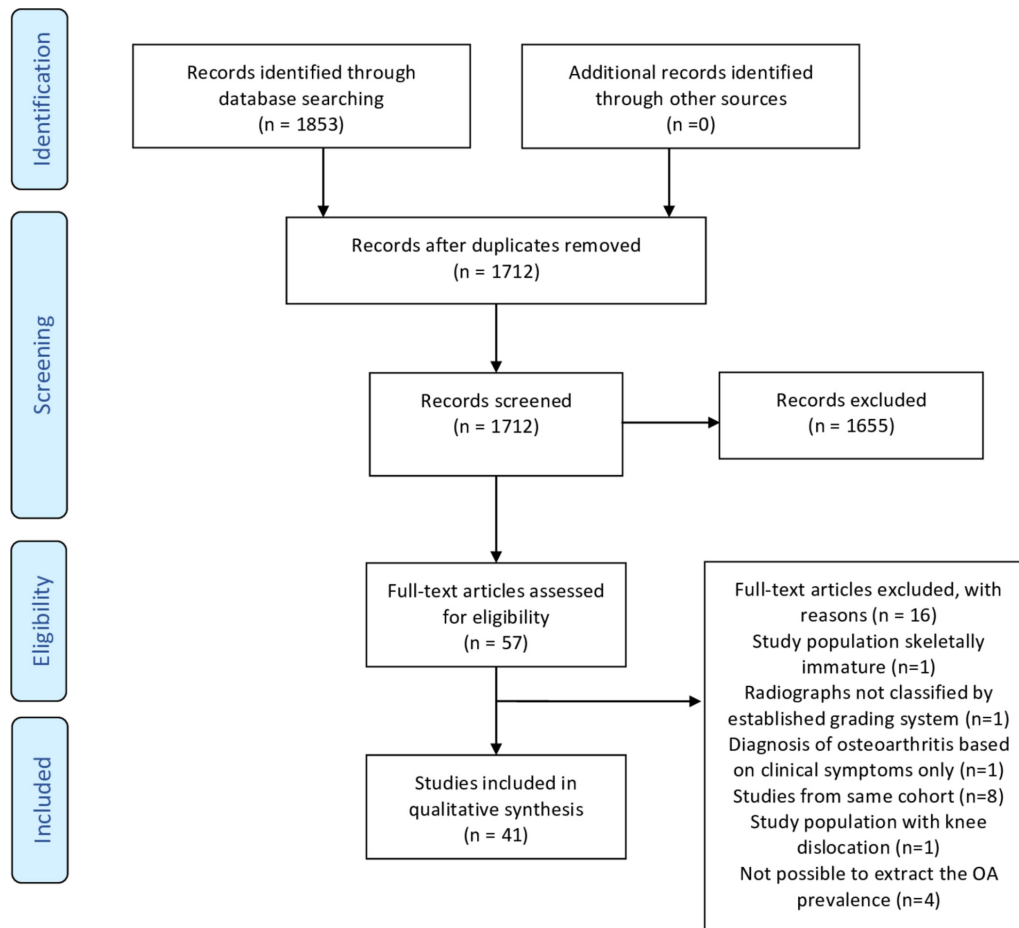 Identification
Records identified through
database searching
(n = 1853)
Additional records identified
through other sources
(n =0)
Screening
Records after duplicates removed
(n = 1712)
Records screened
(n = 1712)
Records excluded
(n = 1655)
Eligibility
Full-text articles assessed
for eligibility
(n = 57)
Full-text articles excluded, with
reasons (n = 16)
Study population skeletally
immature (n=1)
Radiographs not classified by
established grading system (n=1)
Diagnosis of osteoarthritis based
on clinical symptoms only (n=1)
Studies from same cohort (n=8)
Study population with knee
dislocation (n=1)
Not possible to extract the OA
prevalence (n=4)
Included
Studies included in
qualitative synthesis
(n = 41)